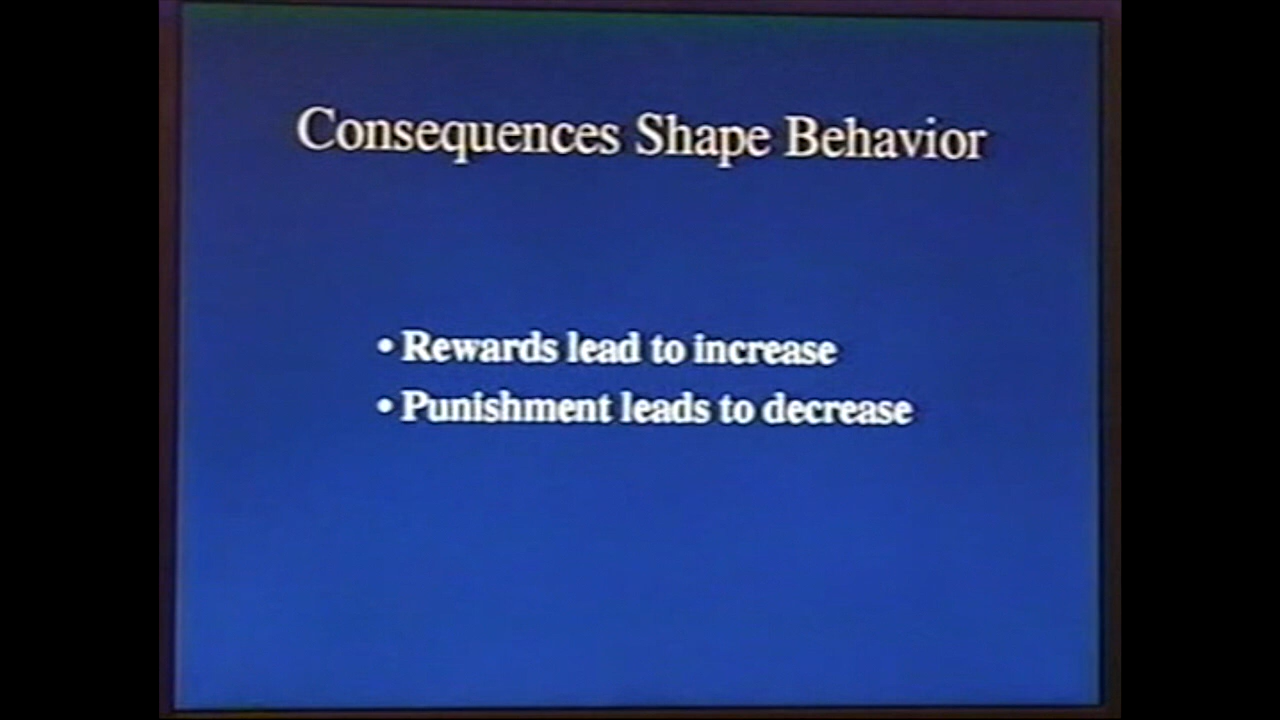 Consequences Shape Behavior
• Rewards lead to increase
• Punishment leads to decrease